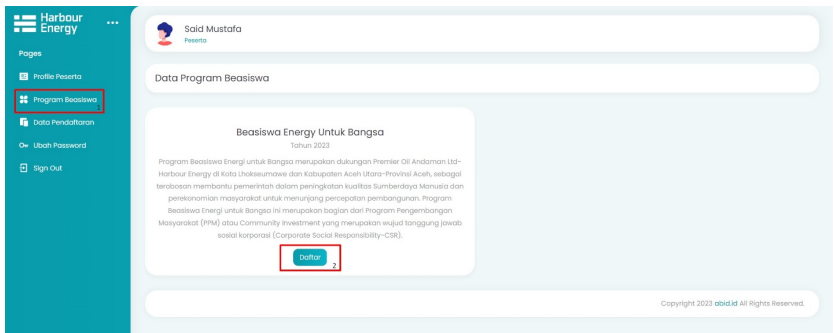 Harbour
Energy
Pages
Profile Peserta
Program Beasiswa
1
Data Pendaftaran
Ubah Password
Sign Out
Said Mustafa
Peserta
Data Program Beasiswa
Beasiswa Energy Untuk Bangsa
Tahun 2023
Program Beasiswa Energi untuk Bangsa merupakan dukungan Premier Oil Andaman Ltd-
Harbour Energy di Kota Lhokseumawe dan Kabupaten Aceh Utara-Provinsi Aceh, sebagai
terobosan membantu pemerintah dalam peningkatan kualitas Sumberdaya Manusia dan
perekonomian masyarakat untuk menunjang percepatan pembangunan. Program
Beasiswa Energi untuk Bangsa ini merupakan bagian dari Program Pengembangan
Masyarakat (PPM) atau Community Investment yang merupakan wujud tanggung jawab
sosial korporasi (Corporate Social Responsibility-CSR).
Daftar
2
Copyright 2023 abid.id All Rights Reserved.